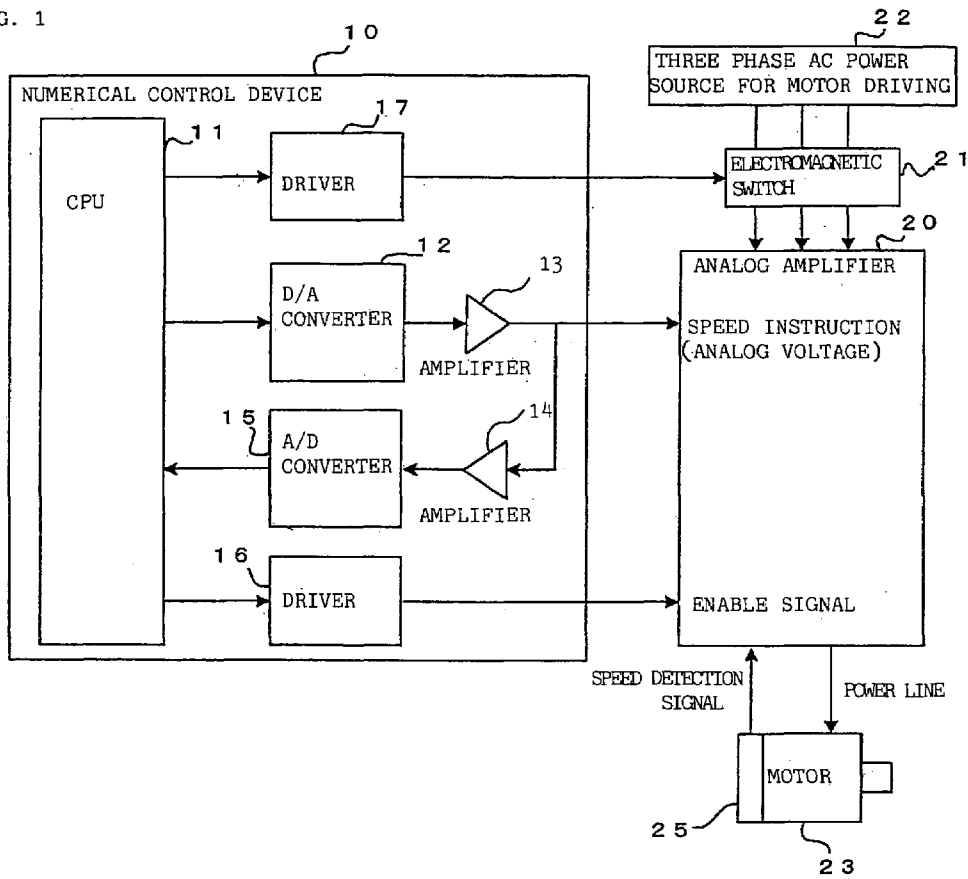 G. 1
10
22
THREE PHASE AC POWER
SOURCE FOR MOTOR DRIVING
NUMERICAL CONTROL DEVICE
11
17
CPU
DRIVER
ELECTROMAGNETIC
SWITCH
21
20
12
13
D/A
CONVERTER
AMPLIFIER
ANALOG AMPLIFIER
SPEED INSTRUCTION
(ANALOG VOLTAGE)
15
14
A/D
CONVERTER
AMPLIFIER
16
DRIVER
ENABLE SIGNAL
SPEED DETECTION
SIGNAL
POWER LINE
MOTOR
25
23